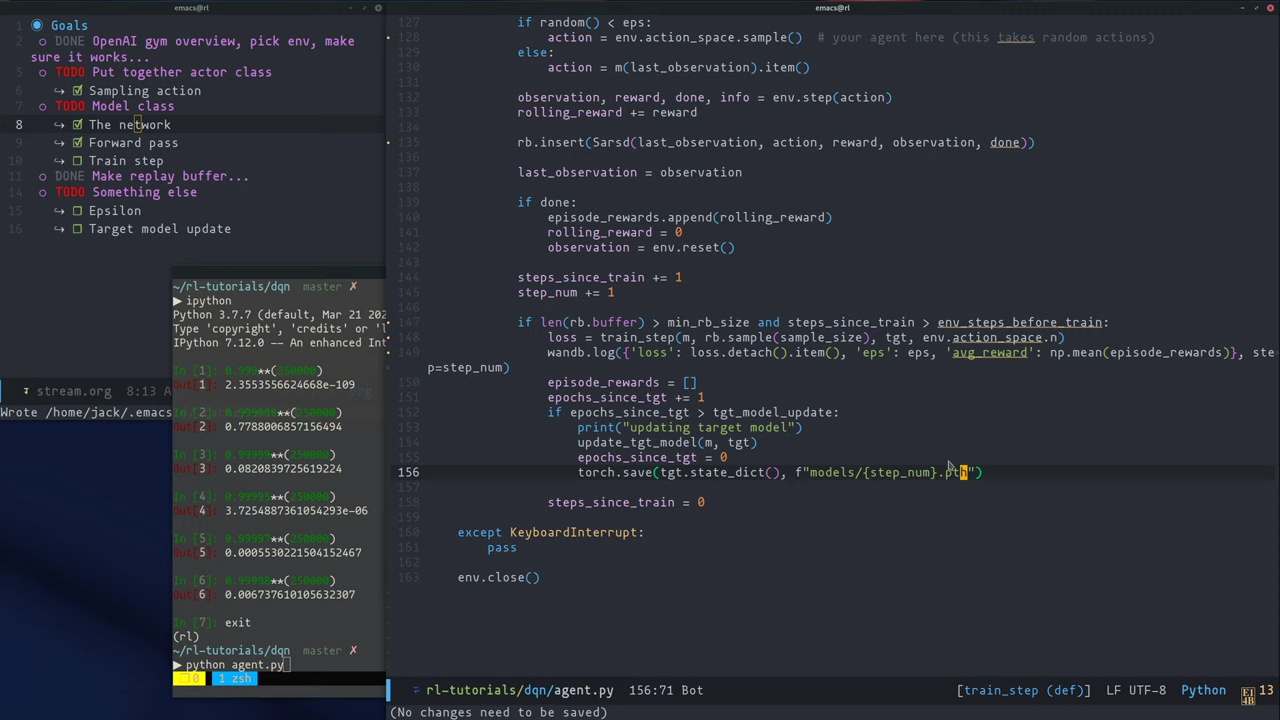 emacs@rl
1 Goals
2 DONE OpenAI gym overview, pick env, make
sure it works...
5 TODO Put together actor class
6 ↪ ☑ Sampling action
7 TODO Model class
8 ↪ ☑ The network
9 ↪ ☑ Forward pass
10 ↪ ☐ Train step
11 DONE Make replay buffer...
14 TODO Something else
15 ↪ ☐ Epsilon
16 ↪ ☐ Target model update
stream.org 8:13
Wrote /home/jack/.emacs
~/rl-tutorials/dqn master ✗
▶ ipython
Python 3.7.7 (default, Mar 21 202
Type 'copyright', 'credits' or 'l
IPython 7.12.0 -- An enhanced Int
In [1]: 0.999**(250000)
Out[1]: 2.3553556624668e-109
In [2]: 0.999999**(250000)
Out[2]: 0.7788006857156494
In [3]: 0.99999**(250000)
Out[3]: 0.0820839725619224
In [4]:
Out[4]: 3.7254887361054293e-06
In [5]:
Out[5]: 0.0005530221504152467
In [6]: 0.99998**(250000)
Out[6]: 0.006737610105632307
In [7]: exit
(rl)
~/rl-tutorials/dqn master ✗
▶ python agent.py
0 1 zsh
emacs@rl
127 if random() < eps:
128 action = env.action_space.sample() # your agent here (this takes random actions)
129 else:
130 action = m(last_observation).item()
131
132 observation, reward, done, info = env.step(action)
133 rolling_reward += reward
134
135 rb.insert(Sarsd(last_observation, action, reward, observation, done))
136
137 last_observation = observation
138
139 if done:
140 episode_rewards.append(rolling_reward)
141 rolling_reward = 0
142 observation = env.reset()
143
144 steps_since_train += 1
145 step_num += 1
146
147 if len(rb.buffer) > min_rb_size and steps_since_train > env_steps_before_train:
148 loss = train_step(m, rb.sample(sample_size), tgt, env.action_space.n)
149 wandb.log({'loss': loss.detach().item(), 'eps': eps, 'avg_reward': np.mean(episode_rewards)}, ste
p=step_num)
150 episode_rewards = []
151 epochs_since_tgt += 1
152 if epochs_since_tgt > tgt_model_update:
153 print("updating target model")
154 update_tgt_model(m, tgt)
155 epochs_since_tgt = 0
156 torch.save(tgt.state_dict(), f"models/{step_num}.pth")
157
158 steps_since_train = 0
159
160 except KeyboardInterrupt:
161 pass
162
163 env.close()
rl-tutorials/dqn/agent.py 156:71 Bot [train_step (def)] LF UTF-8 Python 13
(No changes need to be saved)